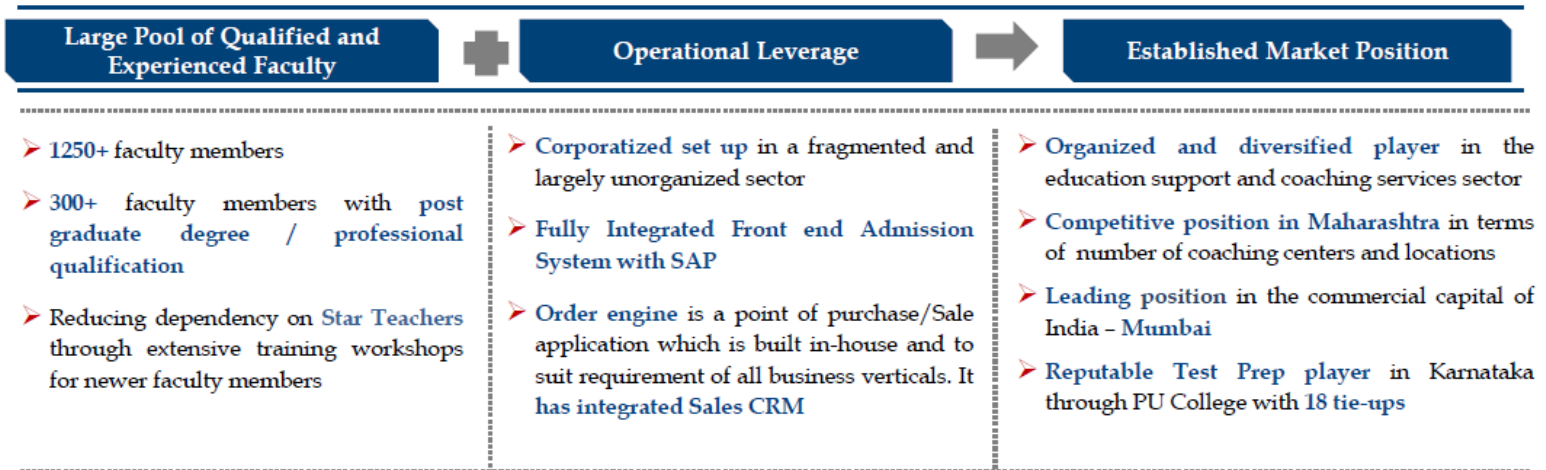 Large Pool of Qualified and
Experienced Faculty
Operational Leverage
Established Market Position
1250+ faculty members
300+ faculty members with post
graduate degree / professional
qualification
Reducing dependency on Star Teachers
through extensive training workshops
for newer faculty members
Corporatized set up in a fragmented and
largely unorganized sector
Fully Integrated Front end Admission
System with SAP
Order engine is a point of purchase/Sale
application which is built in-house and to
suit requirement of all business verticals. It
has integrated Sales CRM
Organized and diversified player in the
education support and coaching services sector
Competitive position in Maharashtra in terms
of number of coaching centers and locations
Leading position in the commercial capital of
India – Mumbai
Reputable Test Prep player in Karnataka
through PU College with 18 tie-ups